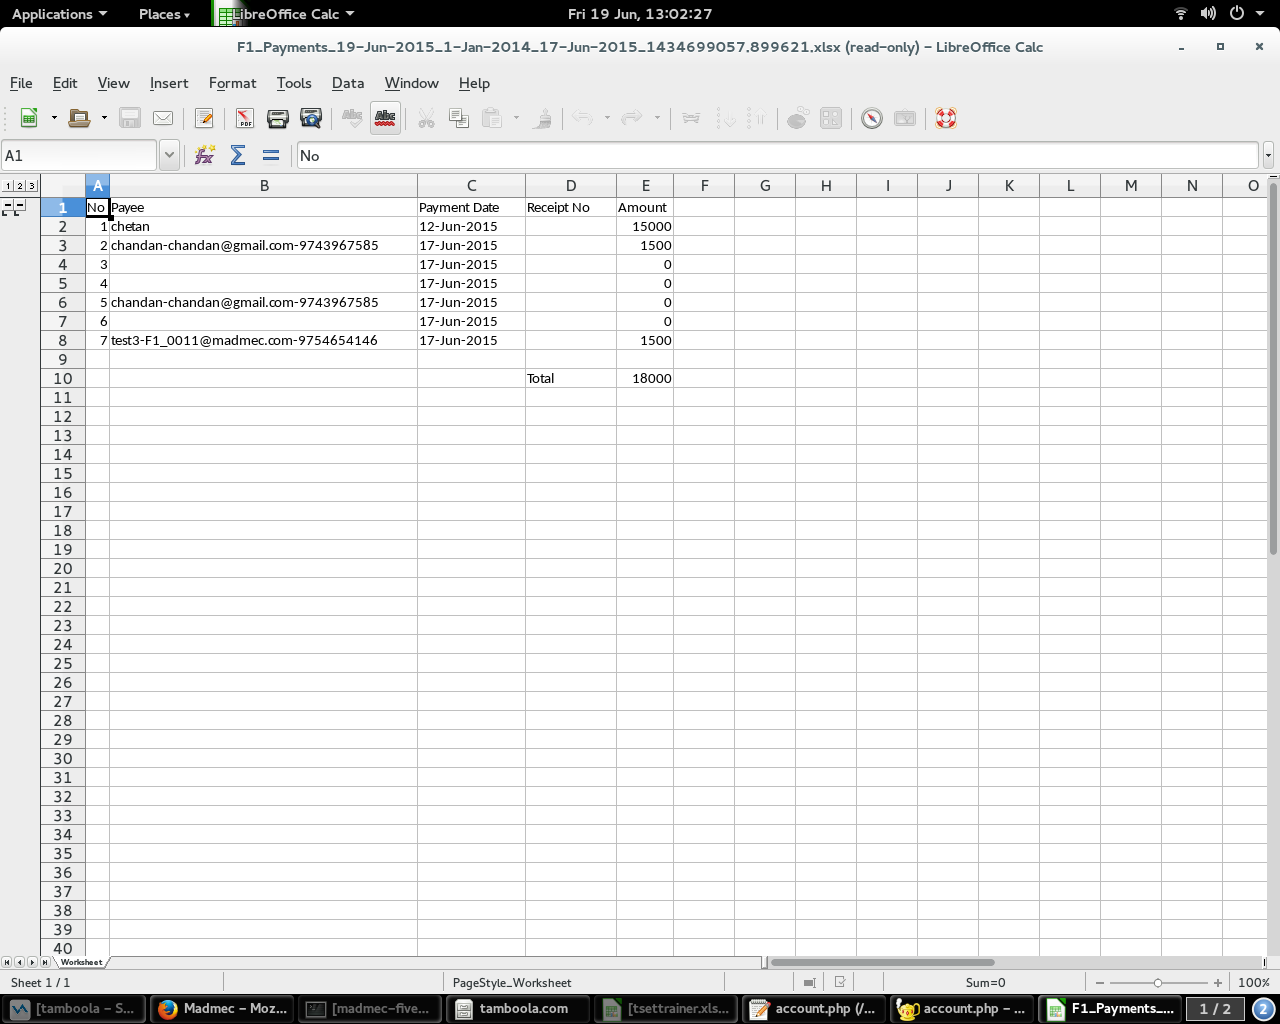 Applications Places LibreOffice Calc Fri 19 Jun, 13:02:27
F1_Payments_19-Jun-2015_1-Jan-2014_17-Jun-2015_1434699057.899621.xlsx (read-only) - LibreOffice Calc
File Edit View Insert Format Tools Data Window Help
A1 No
1 2 3 A B C D E F G H I J K L M N O
1 No Payee Payment Date Receipt No Amount
2 1 chetan 12-Jun-2015 15000
3 2 chandan-chandan@gmail.com-9743967585 17-Jun-2015 1500
4 3 17-Jun-2015 0
5 4 17-Jun-2015 0
6 5 chandan-chandan@gmail.com-9743967585 17-Jun-2015 0
7 6 17-Jun-2015 0
8 7 test3-F1_0011@madmec.com-9754654146 17-Jun-2015 1500
9
10 Total 18000
11
12
13
14
15
16
17
18
19
20
21
22
23
24
25
26
27
28
29
30
31
32
33
34
35
36
37
38
39
40
Worksheet
Sheet 1 / 1 PageStyle_Worksheet Sum=0 100%
[tamboola - S... Madmec - Moz... [madmec-five... tamboola.com [tsettrainer.xls... account.php (/... account.php - ... F1_Payments_... 1 / 2 2